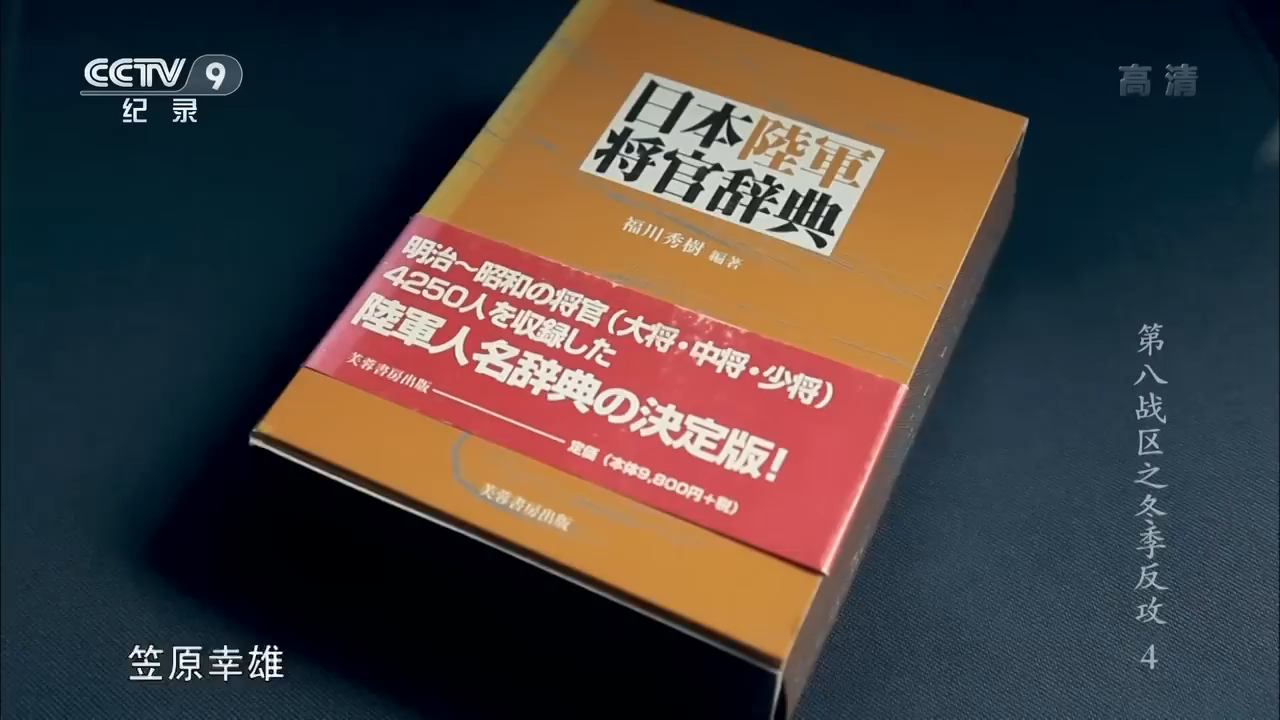 CCTV 9
纪录
高清
日本陸軍
将官辞典
福川秀樹 編著
明治～昭和の将官(大将・中将・少将)
4250人を収録した
陸軍人名辞典の決定版!
芙蓉書房出版
定価(本体9,800円+税)
芙蓉書房出版
第八战区之冬季反攻 4
笠原幸雄